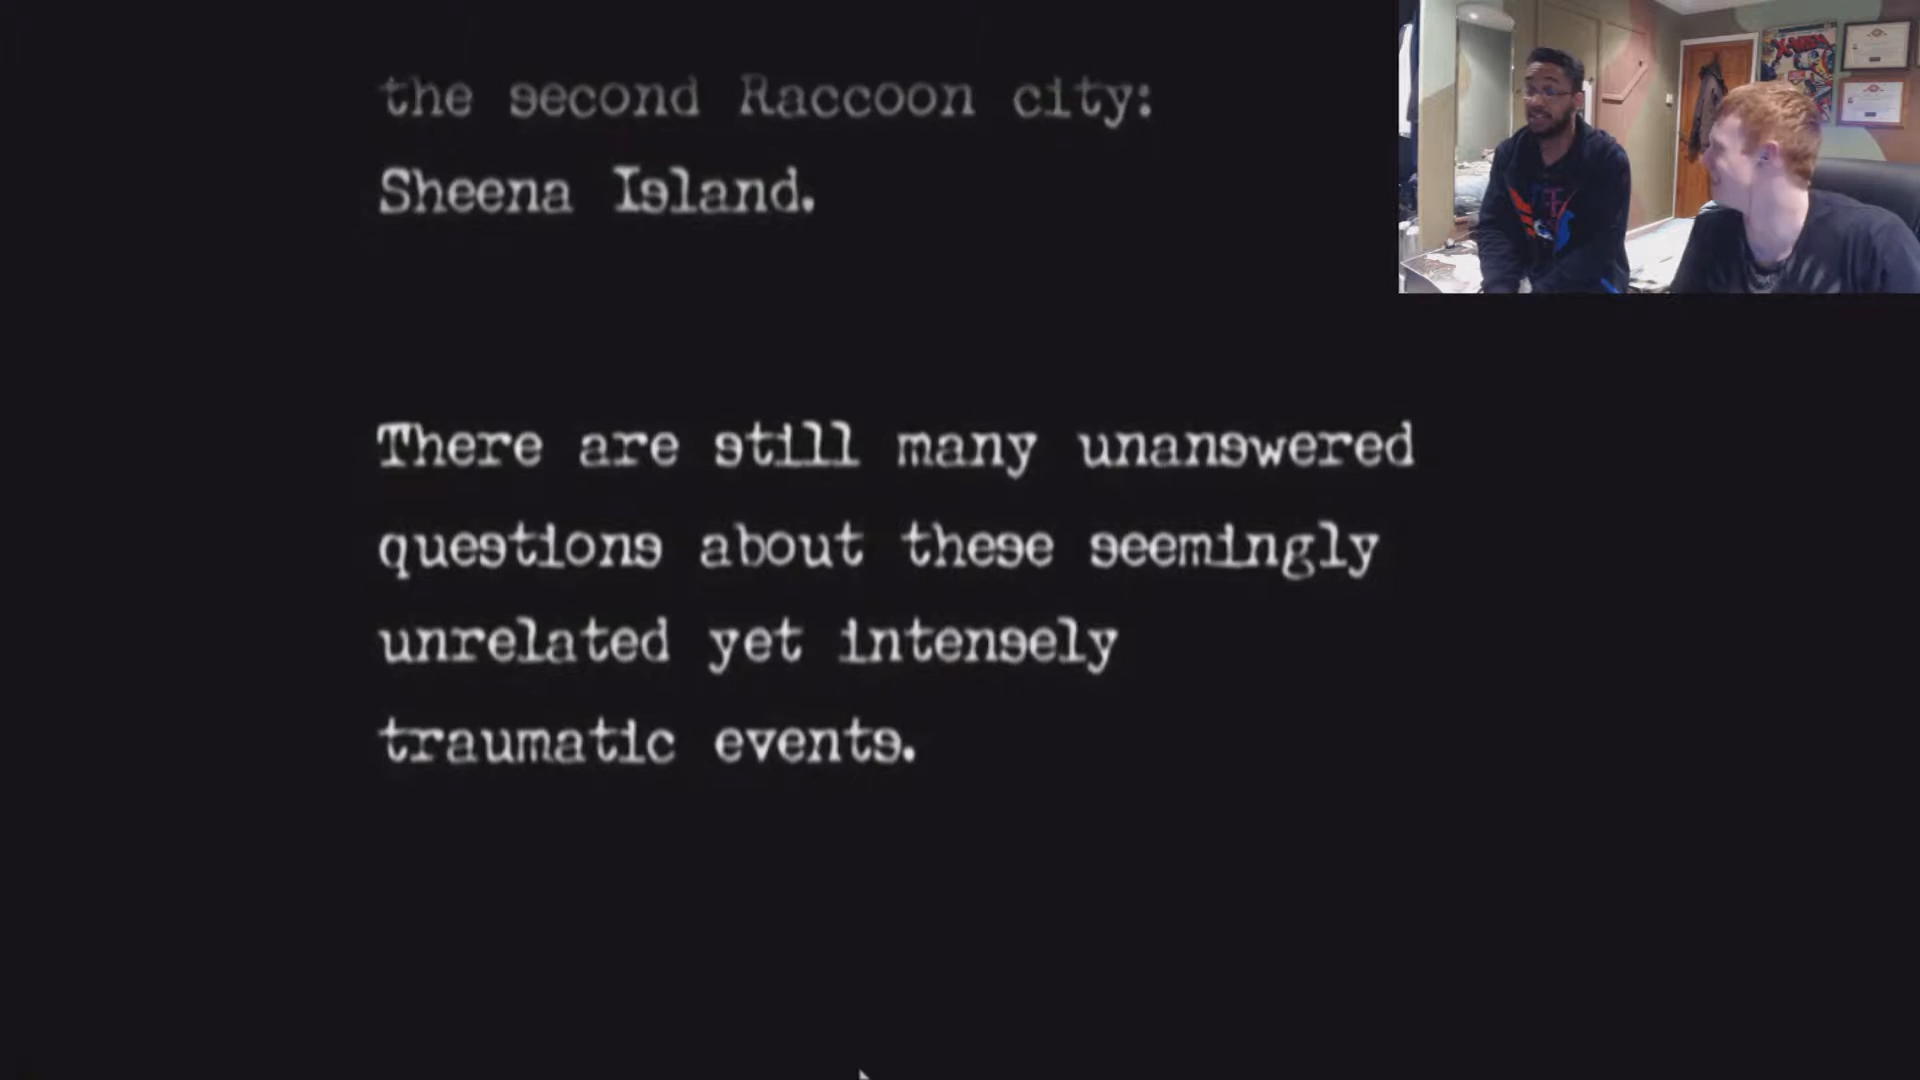 the second Raccoon city:
Sheena Island.
There are still many unanswered
questions about these seemingly
unrelated yet intensely
traumatic events.
X-MEN